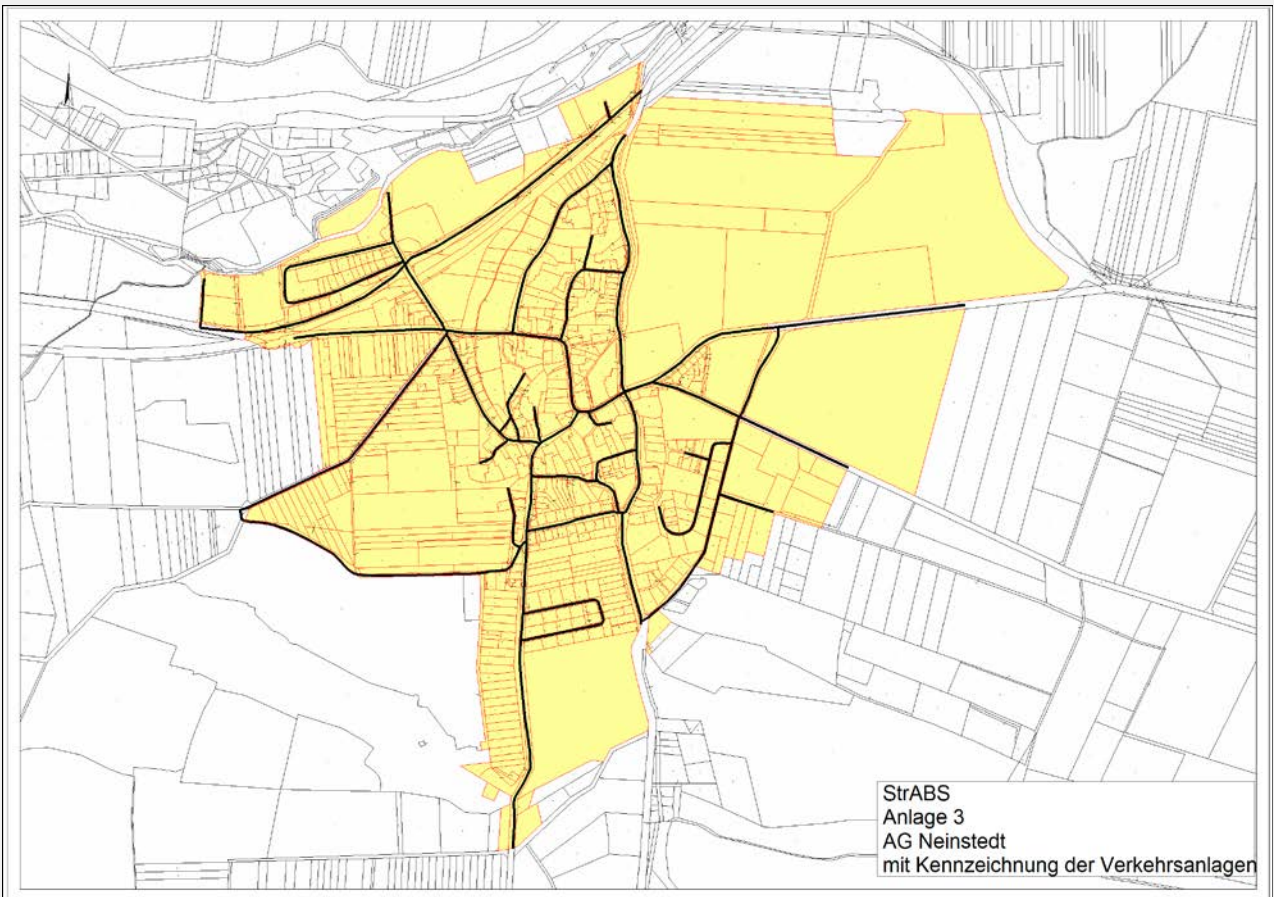 StrABS
Anlage 3
AG Neinstedt
mit Kennzeichnung der Verkehrsanlagen